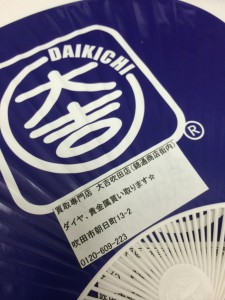 DAIKICHI
大吉
®
買取専門店 大吉吹田店(錦通商店街内)
ダイヤ、貴金属買い取ります☆
吹田市朝日町13-2
0120-609-223